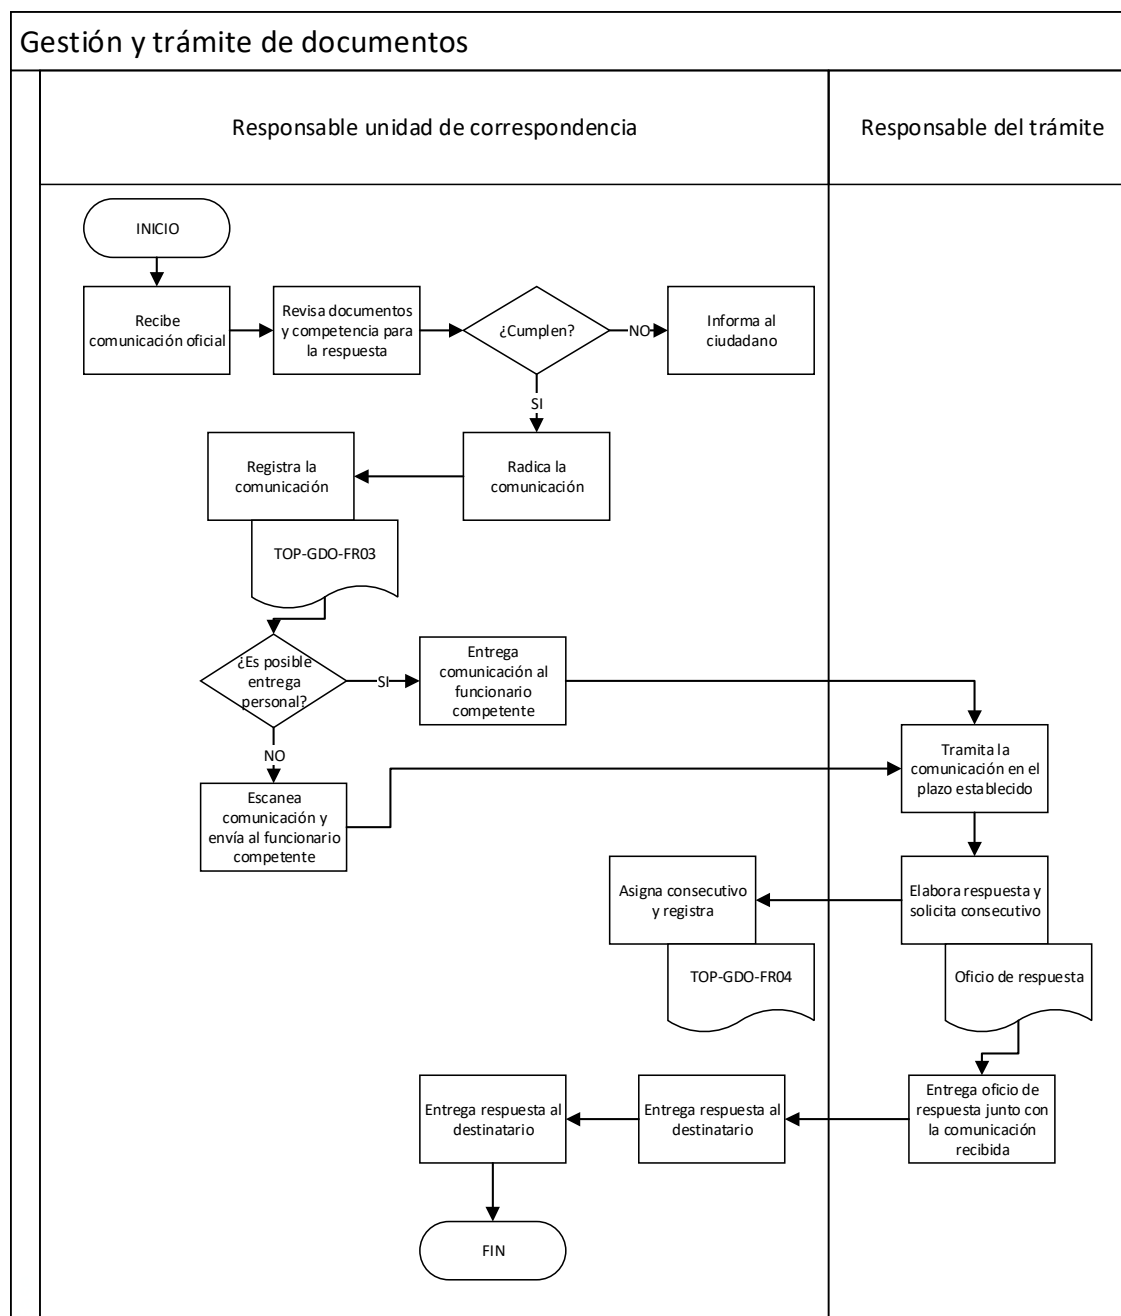 Gestión y trámite de documentos
Responsable unidad de correspondencia
Responsable del trámite
INICIO
Recibe
comunicación oficial
Revisa documentos
y competencia para
la respuesta
¿Cumplen?
NO
Informa al
ciudadano
SI
Radica la
comunicación
Registra la
comunicación
TOP-GDO-FR03
¿Es posible
entrega
personal?
SI
Entrega
comunicación al
funcionario
competente
NO
Escanea
comunicación y
envía al funcionario
competente
Tramita la
comunicación en el
plazo establecido
Elabora respuesta y
solicita consecutivo
Asigna consecutivo
y registra
TOP-GDO-FR04
Oficio de respuesta
Entrega oficio de
respuesta junto con
la comunicación
recibida
Entrega respuesta al
destinatario
Entrega respuesta al
destinatario
FIN